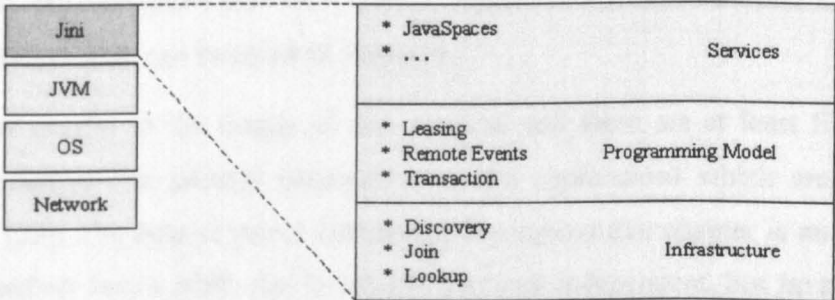 Jini
JVM
OS
Network
* JavaSpaces
* . . .
Services
* Leasing
* Remote Events
* Transaction
Programming Model
* Discovery
* Join
* Lookup
Infrastructure